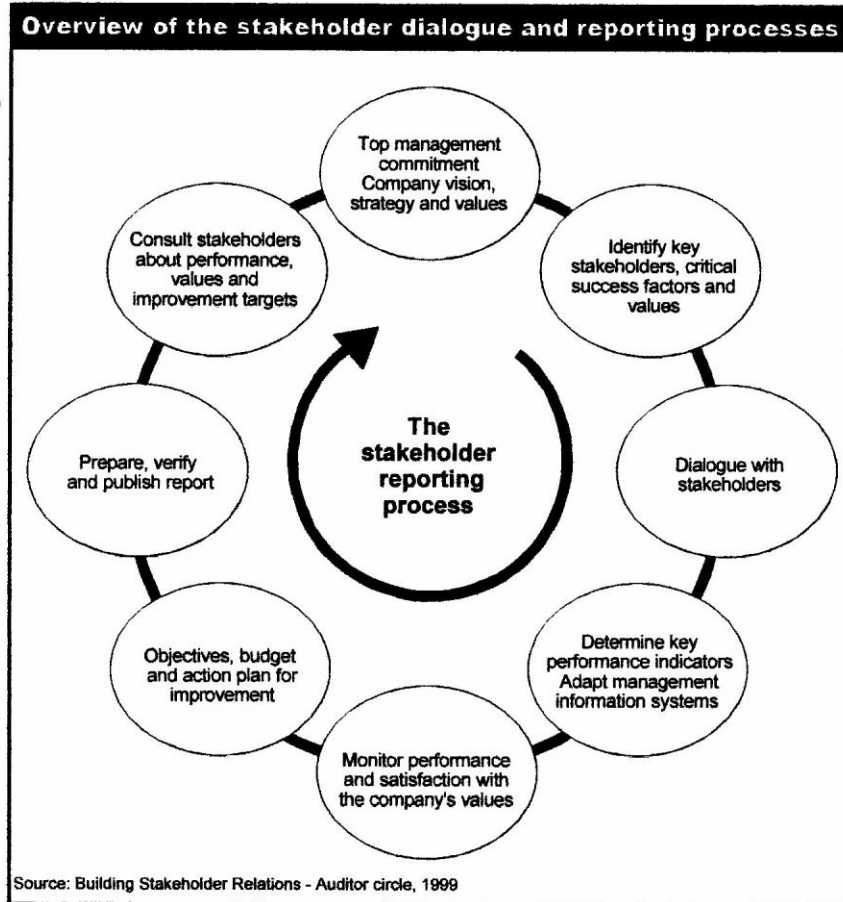 Overview of the stakeholder dialogue and reporting processes
Top management
commitment
Company vision,
strategy and values
Identify key
stakeholders, critical
success factors and
values
Dialogue with
stakeholders
Determine key
performance indicators
Adapt management
information systems
Monitor performance
and satisfaction with
the company's values
Objectives, budget
and action plan for
improvement
Prepare, verify
and publish report
Consult stakeholders
about performance,
values and
improvement targets
The
stakeholder
reporting
process
Source: Building Stakeholder Relations - Auditor circle, 1999